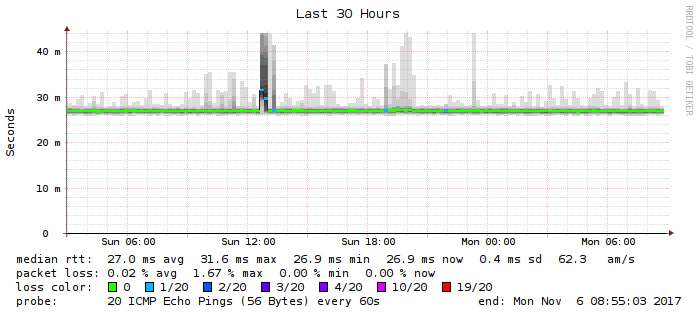 Last 30 Hours
RRDTOOL / TOBI OETIKER
Seconds
40 m
30 m
20 m
10 m
0
Sun 06:00 Sun 12:00 Sun 18:00 Mon 00:00 Mon 06:00
median rtt: 27.0 ms avg 31.6 ms max 26.9 ms min 26.9 ms now 0.4 ms sd 62.3 am/s
packet loss: 0.02 % avg 1.67 % max 0.00 % min 0.00 % now
loss color: 0 1/20 2/20 3/20 4/20 10/20 19/20
probe: 20 ICMP Echo Pings (56 Bytes) every 60s end: Mon Nov 6 08:55:03 2017